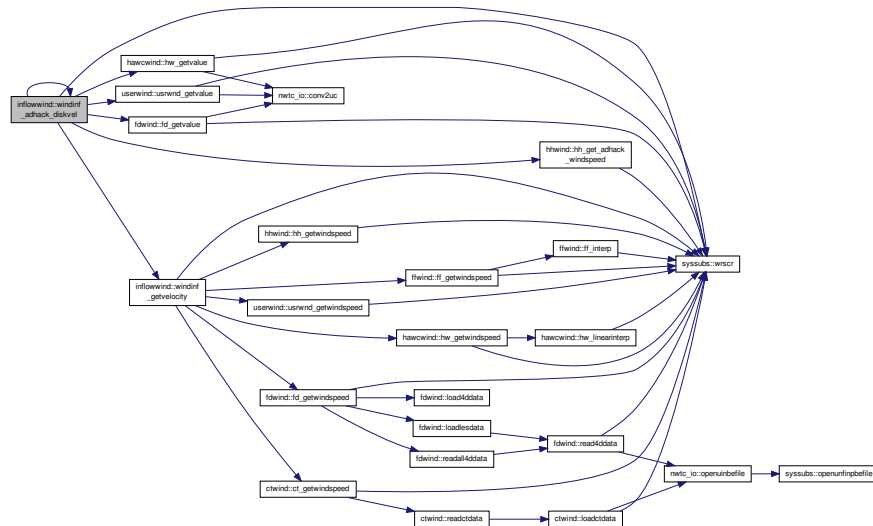 hawcwind::hw_getvalue
userwind::usrwnd_getvalue
nwtc_io::conv2uc
inflowwind::windinf
_adhack_diskvel
fdwind::fd_getvalue
hhwind::hh_get_adhack
_windspeed
hhwind::hh_getwindspeed
ffwind::ff_interp
syssubs::wrscr
ffwind::ff_getwindspeed
inflowwind::windinf
_getvelocity
userwind::usrwnd_getwindspeed
hawcwind::hw_getwindspeed
hawcwind::hw_linearinterp
fdwind::fd_getwindspeed
fdwind::load4ddata
fdwind::loadlesdata
fdwind::read4ddata
fdwind::readall4ddata
nwtc_io::openuinbefile
syssubs::openunfinpbefile
ctwind::ct_getwindspeed
ctwind::readctdata
ctwind::loadctdata